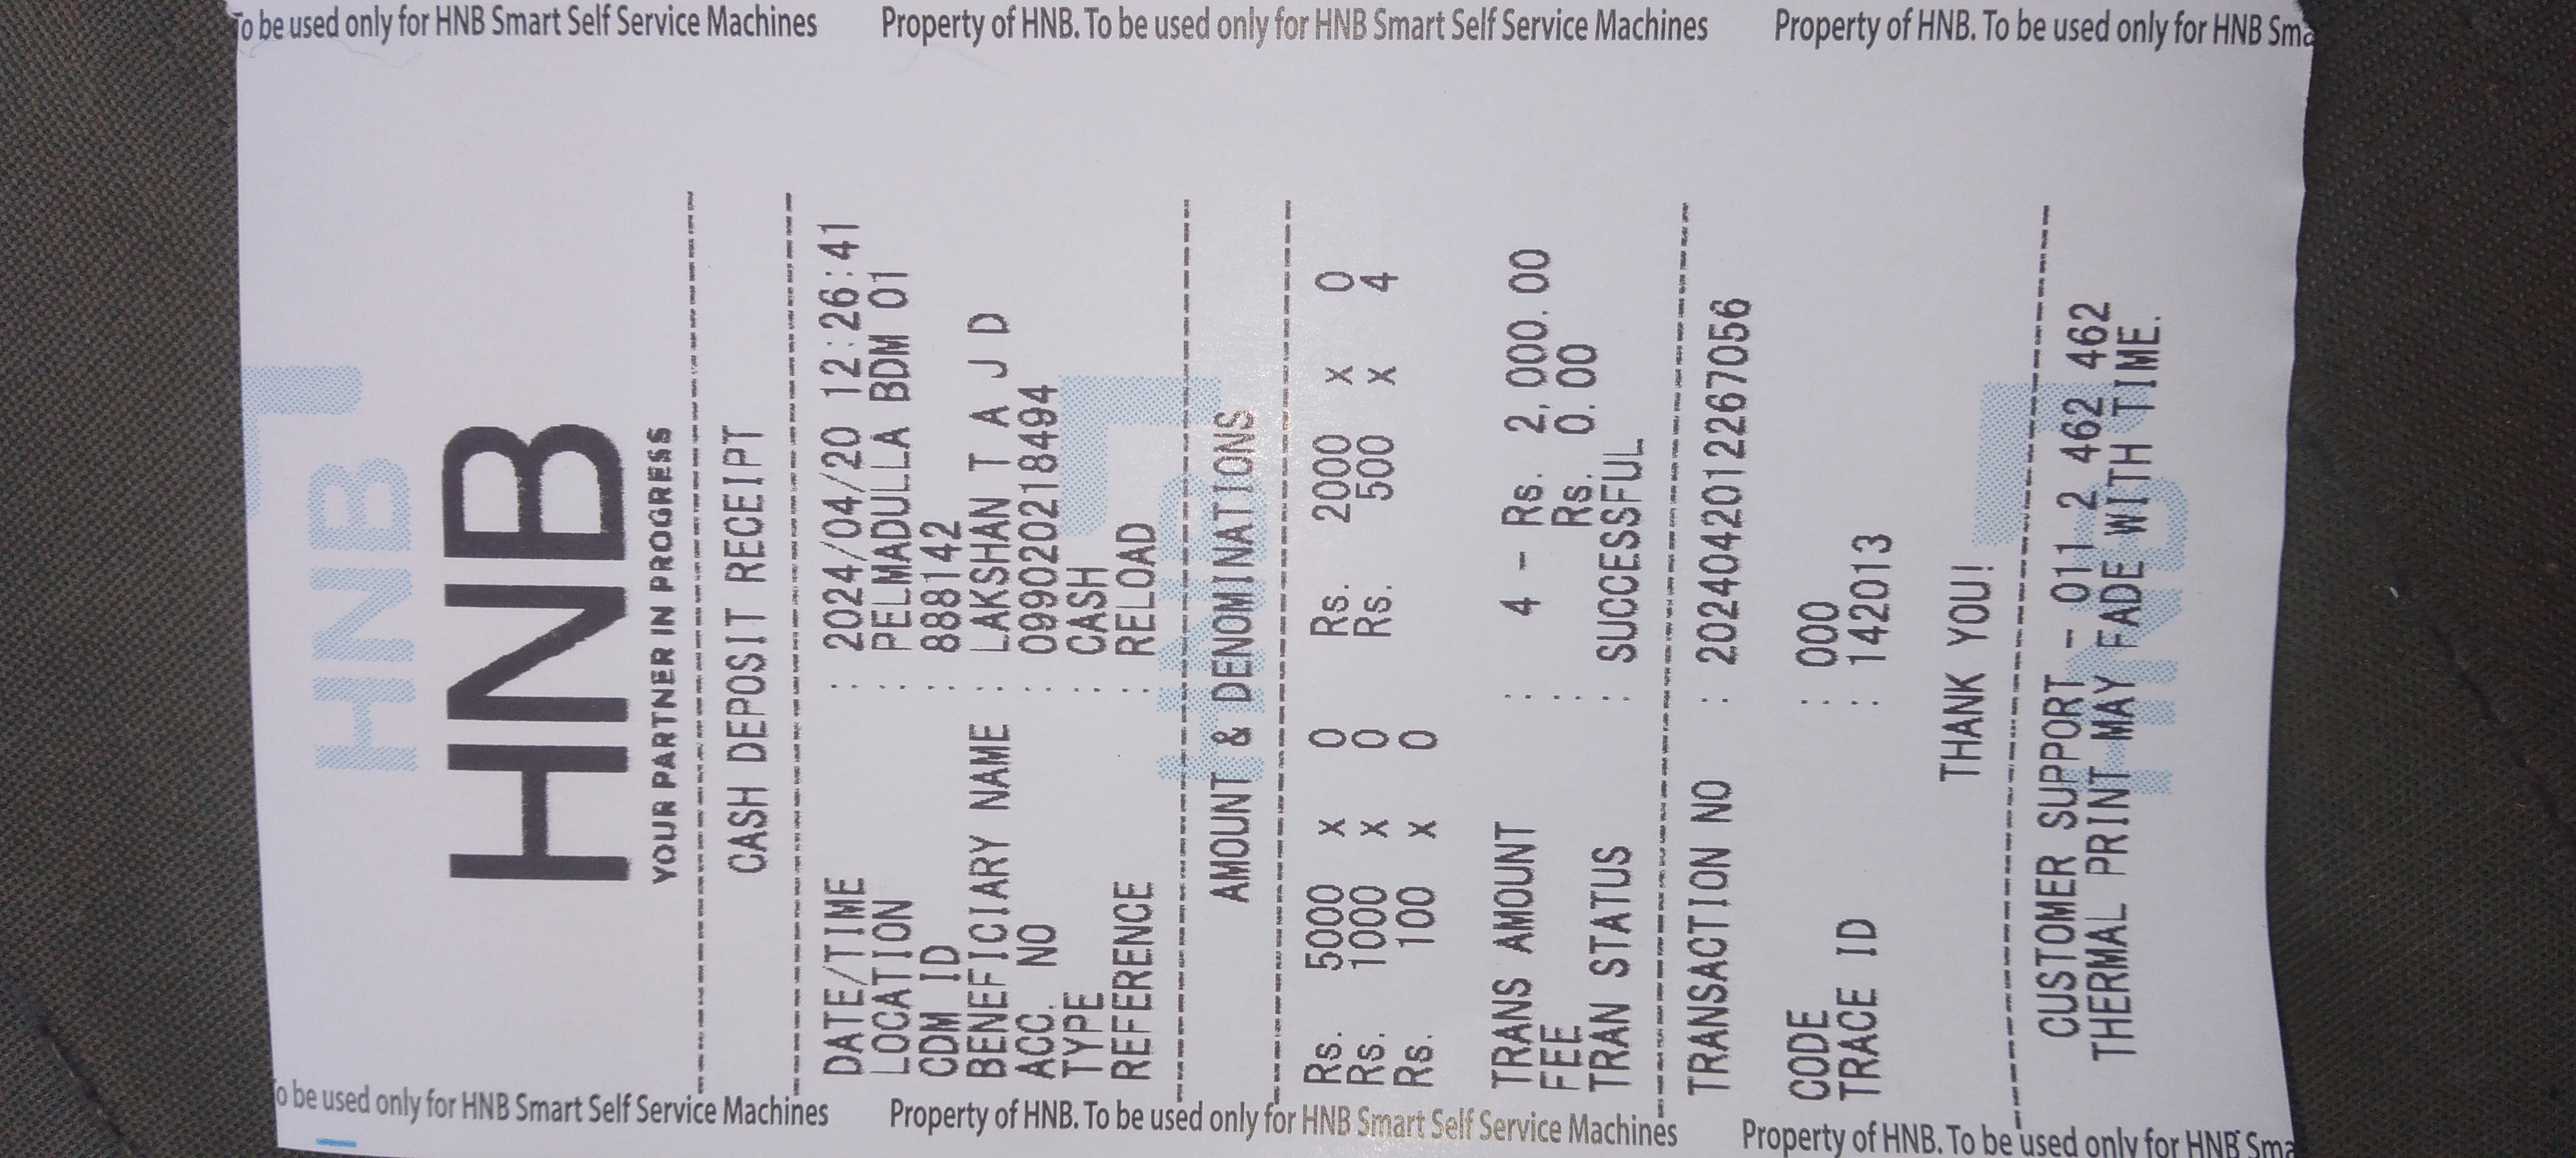 HNB
HNB
YOUR PARTNER IN PROGRESS
CASH DEPOSIT RECEIPT
DATE/TIME : 2024/04/20 12:26:41
LOCATION : PELMADULLA BDM 01
CDM ID : 888142
BENEFICIARY NAME : LAKSHAN T A J D
ACC. NO : 099020218494
TYPE : CASH
REFERENCE : RELOAD
AMOUNT & DENOMINATIONS
Rs. 5000 x 0 Rs. 2000 x 0
Rs. 1000 x 0 Rs. 500 x 4
Rs. 100 x 0
TRANS AMOUNT : 4 - Rs. 2,000.00
FEE : Rs. 0.00
TRAN STATUS : SUCCESSFUL
TRANSACTION NO : 2024042012267056
CODE : 000
TRACE ID : 142013
THANK YOU!
CUSTOMER SUPPORT - 011 2 462 462
THERMAL PRINT MAY FADE WITH TIME.
HNB
HNB
To be used only for HNB Smart Self Service Machines
Property of HNB. To be used only for HNB Smart Self Service Machines
Property of HNB. To be used only for HNB Sma
To be used only for HNB Smart Self Service Machines
Property of HNB. To be used only for HNB Smart Self Service Machines
Property of HNB. To be used only for HNB Sma